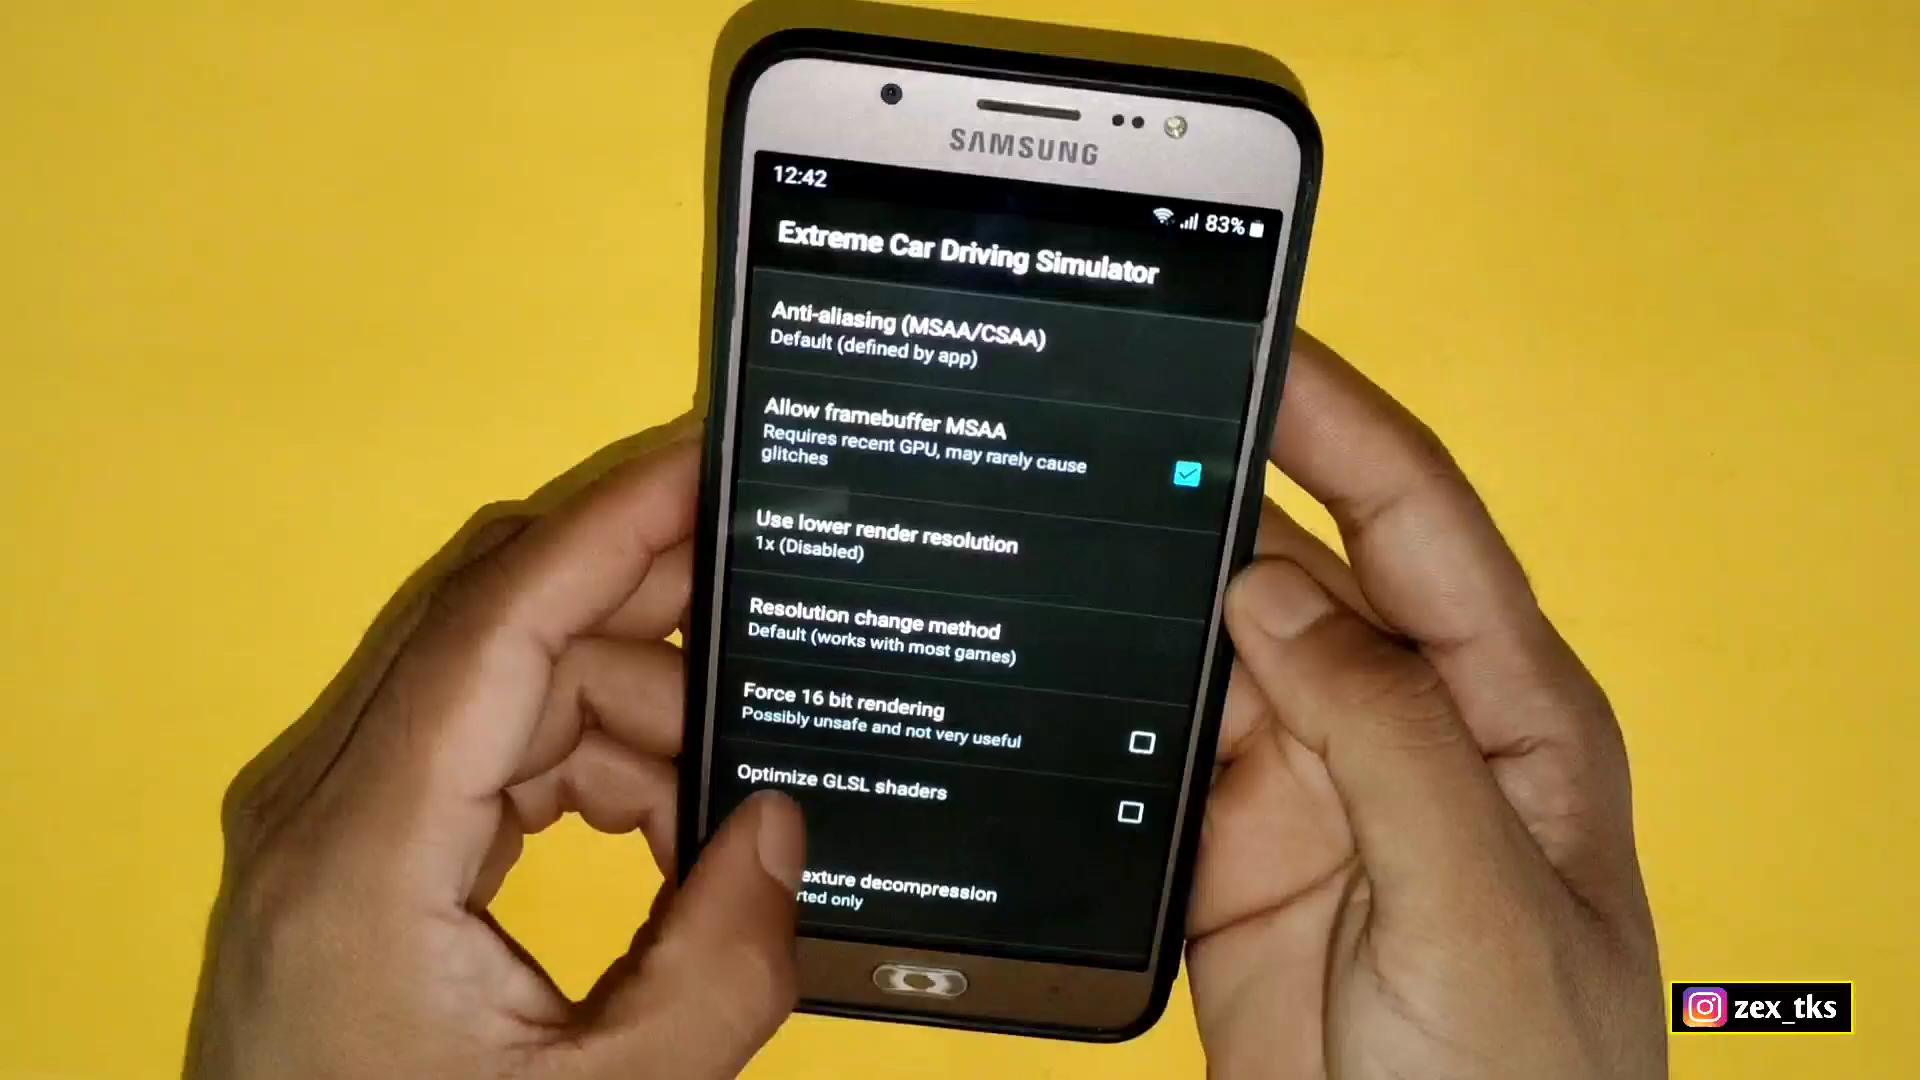 SAMSUNG
12:42
83%
Extreme Car Driving Simulator
Anti-aliasing (MSAA/CSAA)
Default (defined by app)
Allow framebuffer MSAA
Requires recent GPU, may rarely cause
glitches
Use lower render resolution
1x (Disabled)
Resolution change method
Default (works with most games)
Force 16 bit rendering
Possibly unsafe and not very useful
Optimize GLSL shaders
decompression
only
zex_tks